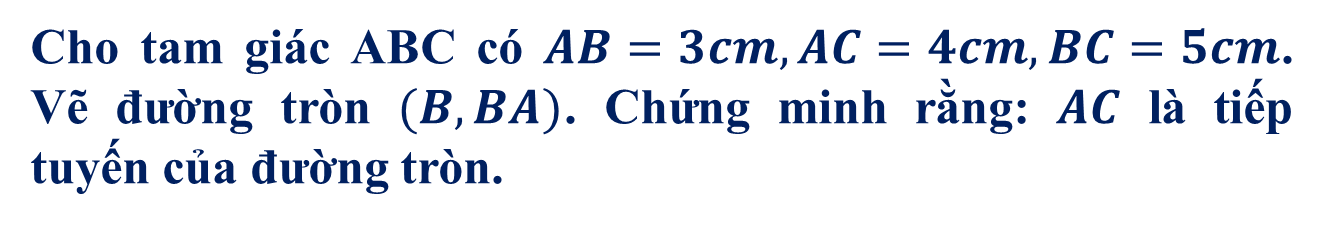 Cho tam giác ABC có AB = 3cm, AC = 4cm, BC = 5cm.
Vẽ đường tròn (B, BA). Chứng minh rằng: AC là tiếp
tuyến của đường tròn.